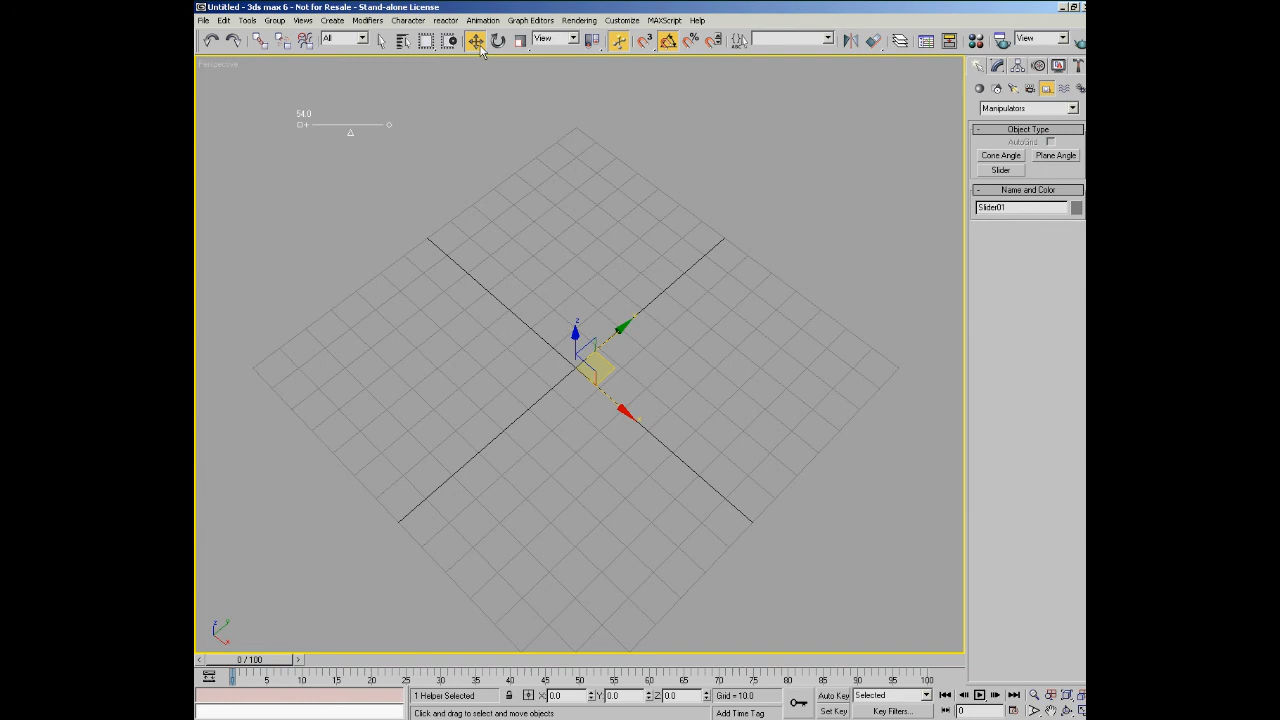 Untitled - 3ds max 6 - Not for Resale - Stand-alone License
File Edit Tools Group Views Create Modifiers Character reactor Animation Graph Editors Rendering Customize MAXScript Help
All View View
Perspective
54.0
Manipulators
Object Type
AutoGrid
Cone Angle Plane Angle
Slider
Name and Color
Slider01
z
z y x
0 / 100
0 5 10 15 20 25 30 35 40 45 50 55 60 65 70 75 80 85 90 95 100
1 Helper Selected X: 0.0 Y: 0.0 Z: 0.0 Grid = 10.0 Auto Key Selected
Click and drag to select and move objects Add Time Tag Set Key Key Filters... 0